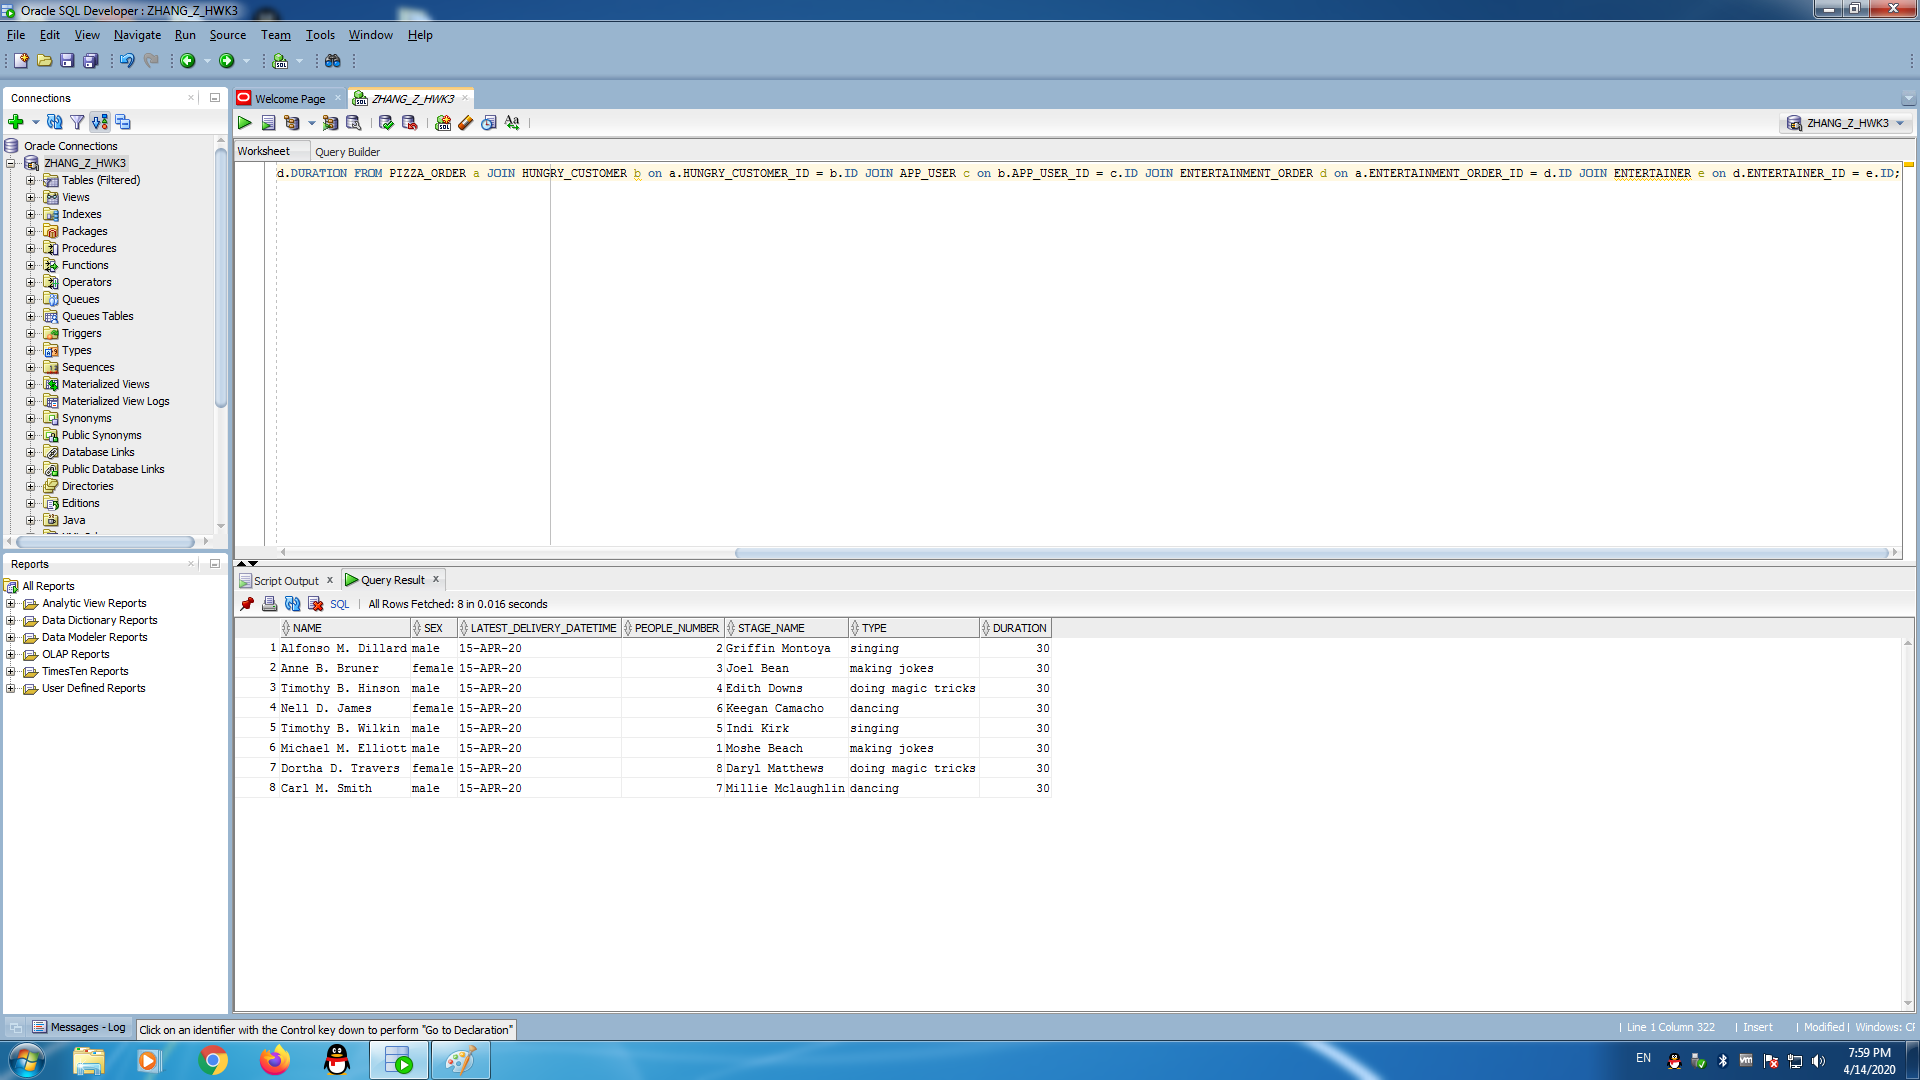 Oracle SQL Developer : ZHANG_Z_HWK3
File Edit View Navigate Run Source Team Tools Window Help
Connections
Oracle Connections
ZHANG_Z_HWK3
Tables (Filtered)
Views
Indexes
Packages
Procedures
Functions
Operators
Queues
Queues Tables
Triggers
Types
Sequences
Materialized Views
Materialized View Logs
Synonyms
Public Synonyms
Database Links
Public Database Links
Directories
Editions
Java
Reports
All Reports
Analytic View Reports
Data Dictionary Reports
Data Modeler Reports
OLAP Reports
TimesTen Reports
User Defined Reports
Welcome Page ZHANG_Z_HWK3
ZHANG_Z_HWK3
Worksheet Query Builder
d.DURATION FROM PIZZA_ORDER a JOIN HUNGRY_CUSTOMER b on a.HUNGRY_CUSTOMER_ID = b.ID JOIN APP_USER c on b.APP_USER_ID = c.ID JOIN ENTERTAINMENT_ORDER d on a.ENTERTAINMENT_ORDER_ID = d.ID JOIN ENTERTAINER e on d.ENTERTAINER_ID = e.ID;
Script Output x Query Result x
SQL | All Rows Fetched: 8 in 0.016 seconds
NAME SEX LATEST_DELIVERY_DATETIME PEOPLE_NUMBER STAGE_NAME TYPE DURATION
1 Alfonso M. Dillard male 15-APR-20 2 Griffin Montoya singing 30
2 Anne B. Bruner female 15-APR-20 3 Joel Bean making jokes 30
3 Timothy B. Hinson male 15-APR-20 4 Edith Downs doing magic tricks 30
4 Nell D. James female 15-APR-20 6 Keegan Camacho dancing 30
5 Timothy B. Wilkin male 15-APR-20 5 Indi Kirk singing 30
6 Michael M. Elliott male 15-APR-20 1 Moshe Beach making jokes 30
7 Dortha D. Travers female 15-APR-20 8 Daryl Matthews doing magic tricks 30
8 Carl M. Smith male 15-APR-20 7 Millie Mclaughlin dancing 30
Messages - Log
Click on an identifier with the Control key down to perform "Go to Declaration"
Line 1 Column 322 | Insert | Modified | Windows: CF
EN
7:59 PM
4/14/2020